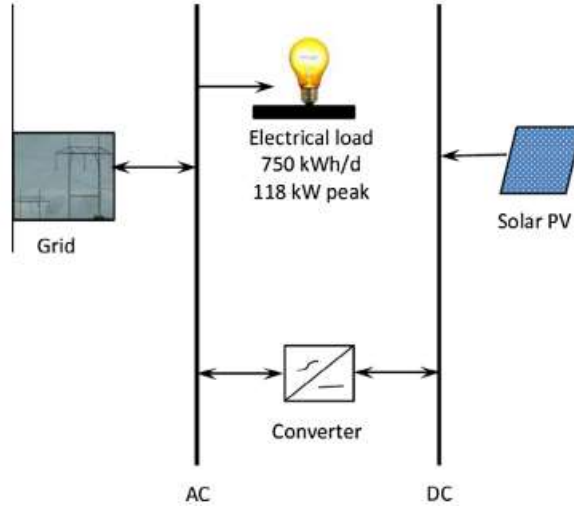 Electrical load
750 kWh/d
118 kW peak
Grid
Solar PV
Converter
AC
DC